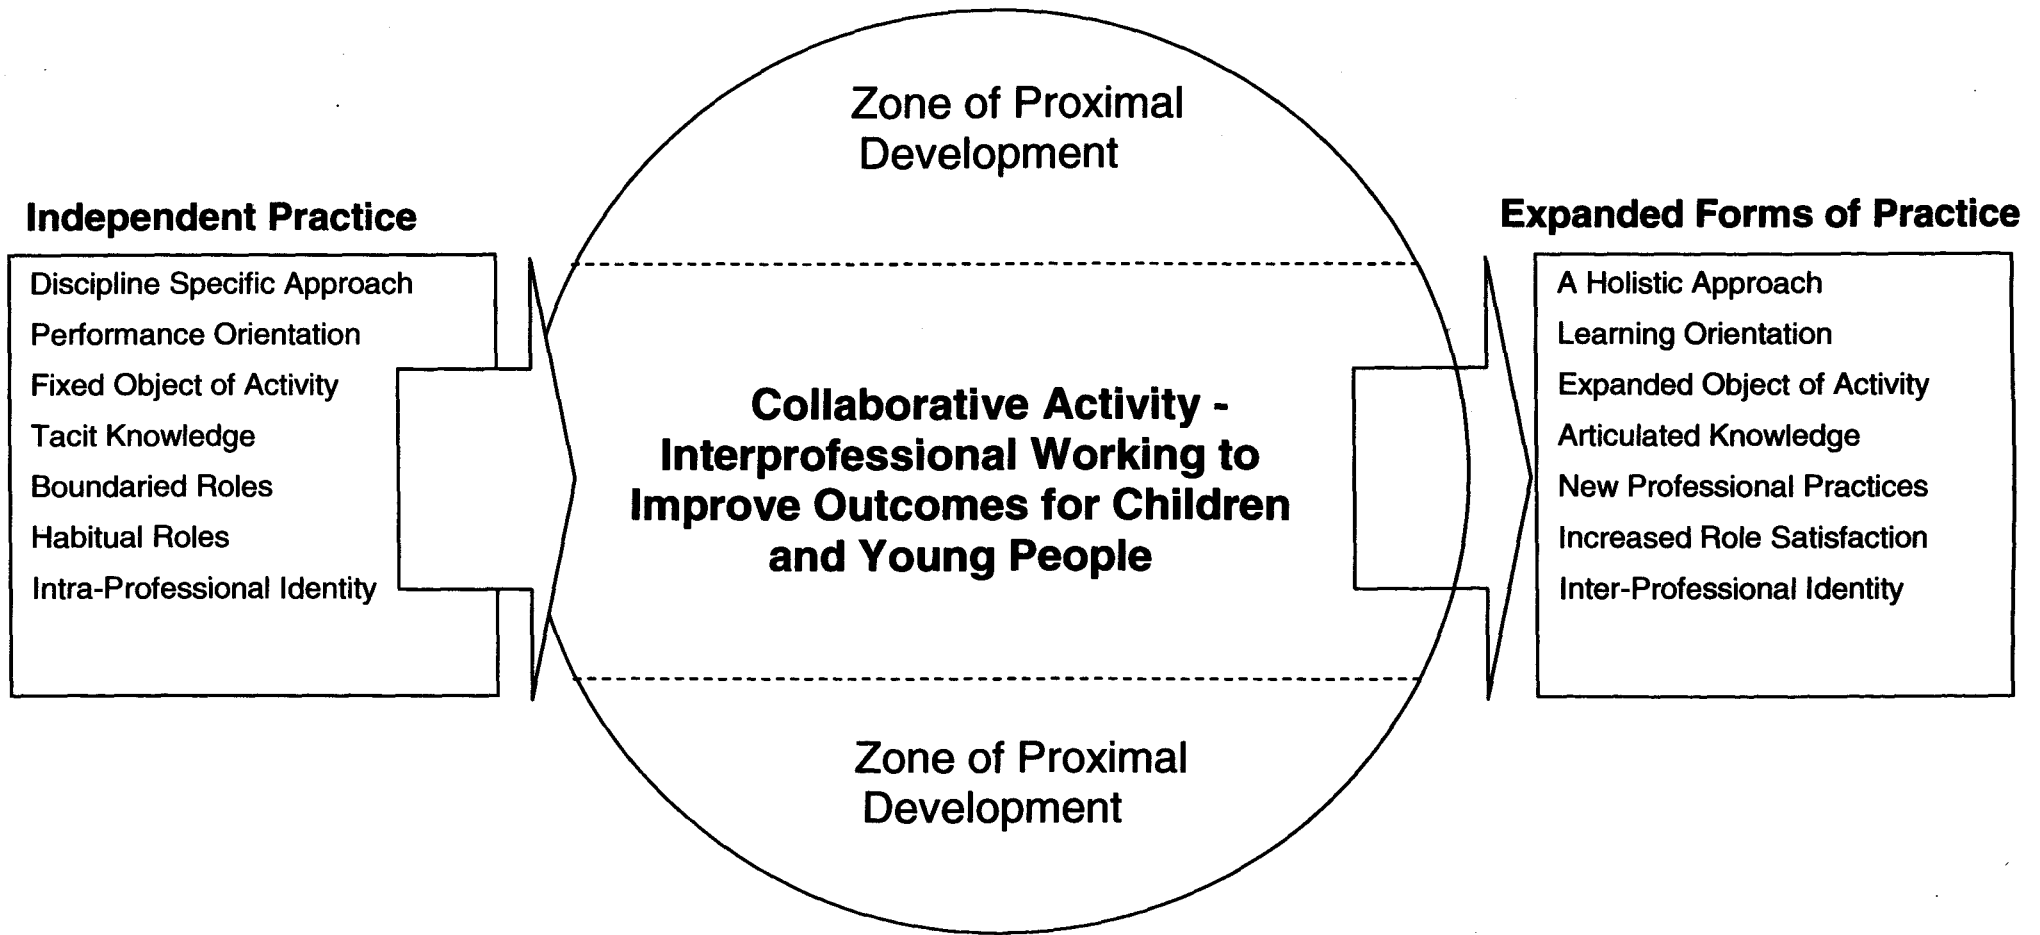 Zone of Proximal
Development
Independent Practice
Discipline Specific Approach
Performance Orientation
Fixed Object of Activity
Tacit Knowledge
Boundaried Roles
Habitual Roles
Intra-Professional Identity
Collaborative Activity -
Interprofessional Working to
Improve Outcomes for Children
and Young People
Expanded Forms of Practice
A Holistic Approach
Learning Orientation
Expanded Object of Activity
Articulated Knowledge
New Professional Practices
Increased Role Satisfaction
Inter-Professional Identity
Zone of Proximal
Development